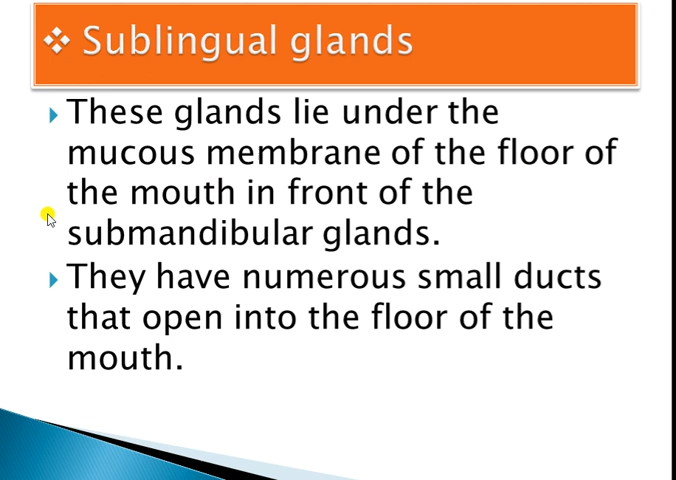 ❖ Sublingual glands
These glands lie under the
mucous membrane of the floor of
the mouth in front of the
submandibular glands.
They have numerous small ducts
that open into the floor of the
mouth.